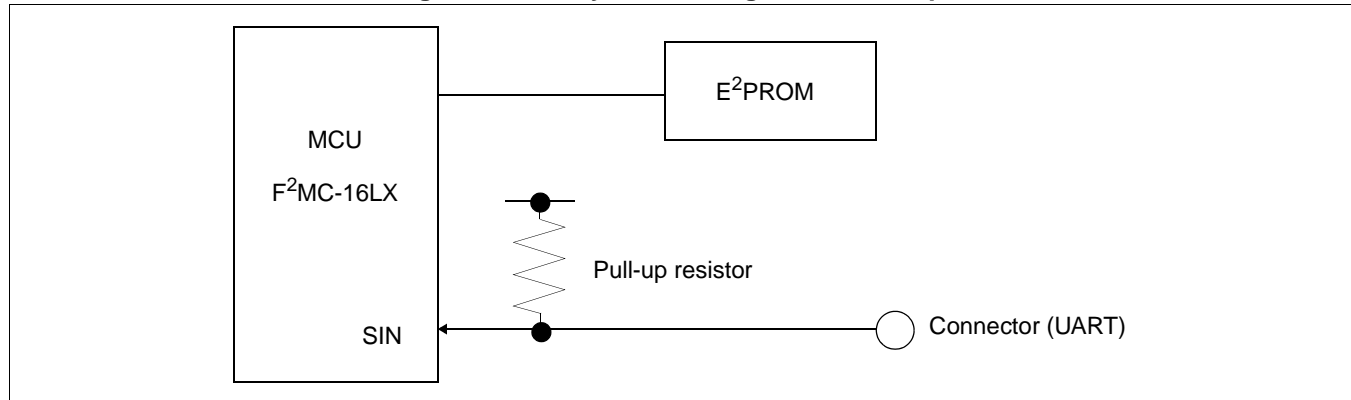 E²PROM
MCU
F²MC-16LX
Pull-up resistor
SIN
Connector (UART)